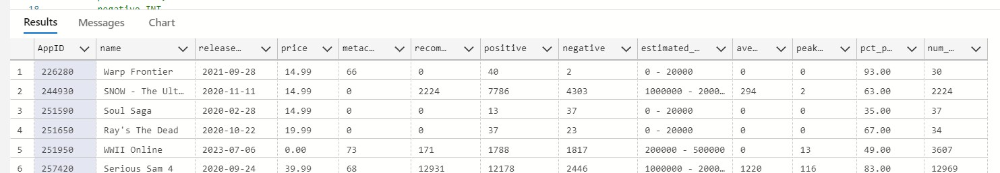 18 negative INT
Results Messages Chart
AppID name release… price metac… recom… positive negative estimated_… ave… peak… pct_p… num_…
1 226280 Warp Frontier 2021-09-28 14.99 66 0 40 2 0 - 20000 0 0 93.00 30
2 244930 SNOW - The Ult… 2020-11-11 14.99 0 2224 7786 4303 1000000 - 2000… 294 2 63.00 2224
3 251590 Soul Saga 2020-02-28 14.99 0 0 13 37 0 - 20000 0 0 35.00 37
4 251650 Ray's The Dead 2020-10-22 19.99 0 0 37 23 0 - 20000 0 0 67.00 34
5 251950 WWII Online 2023-07-06 0.00 73 171 1788 1817 200000 - 500000 0 13 49.00 3607
6 257420 Serious Sam 4 2020-09-24 39.99 68 12931 12178 2446 1000000 - 2000… 1220 116 83.00 12969